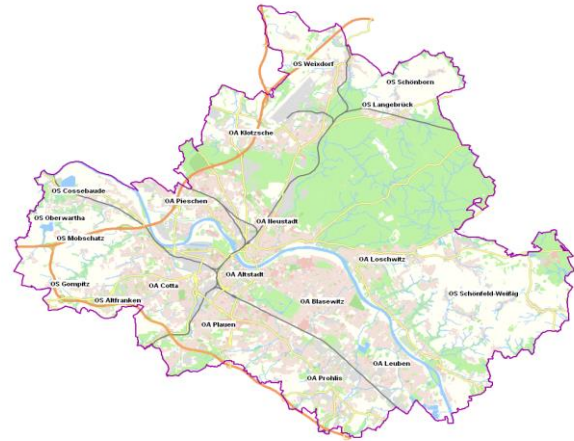 OS Weixdorf
OS Schönborn
OS Langebrück
OA Klotzsche
OS Cossebaude
OA Pieschen
OS Oberwartha
OA Neustadt
OS Mobschatz
OA Loschwitz
OA Altstadt
OS Gompitz
OA Cotta
OS Altfranken
OA Blasewitz
OS Schönfeld-Weißig
OA Plauen
OA Leuben
OA Prohlis